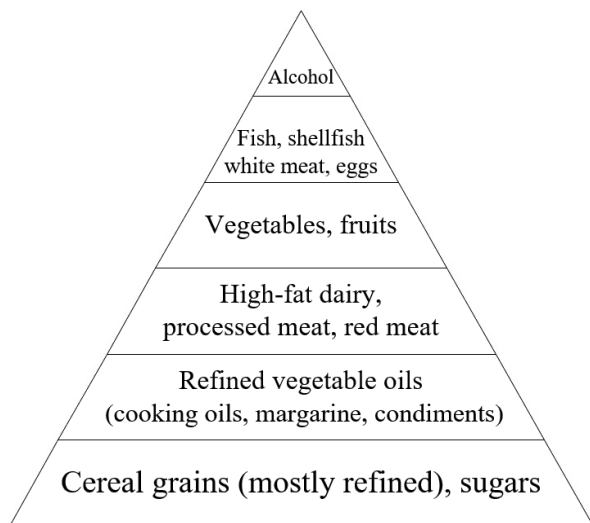 Alcohol
Fish, shellfish
white meat, eggs
Vegetables, fruits
High-fat dairy,
processed meat, red meat
Refined vegetable oils
(cooking oils, margarine, condiments)
Cereal grains (mostly refined), sugars